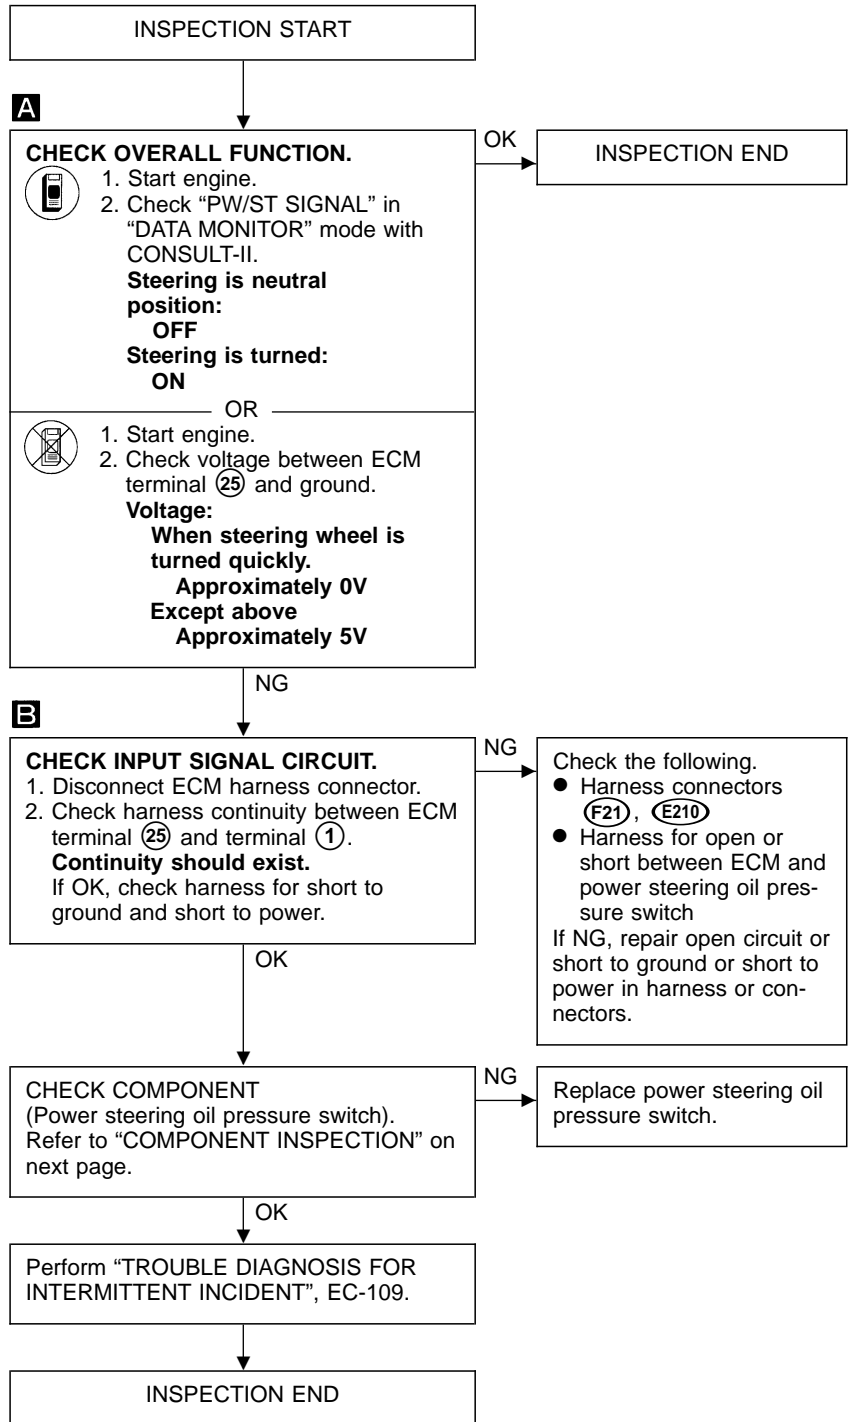 INSPECTION START
A
CHECK OVERALL FUNCTION.
1. Start engine.
2. Check “PW/ST SIGNAL” in
“DATA MONITOR” mode with
CONSULT-II.
Steering is neutral
position:
OFF
Steering is turned:
ON
OR
1. Start engine.
2. Check voltage between ECM
terminal 25 and ground.
Voltage:
When steering wheel is
turned quickly.
Approximately 0V
Except above
Approximately 5V
OK
INSPECTION END
NG
B
CHECK INPUT SIGNAL CIRCUIT.
1. Disconnect ECM harness connector.
2. Check harness continuity between ECM
terminal 25 and terminal 1.
Continuity should exist.
If OK, check harness for short to
ground and short to power.
NG
Check the following.
● Harness connectors
F21, E210
● Harness for open or
short between ECM and
power steering oil pres-
sure switch
If NG, repair open circuit or
short to ground or short to
power in harness or con-
nectors.
OK
CHECK COMPONENT
(Power steering oil pressure switch).
Refer to “COMPONENT INSPECTION” on
next page.
NG
Replace power steering oil
pressure switch.
OK
Perform “TROUBLE DIAGNOSIS FOR
INTERMITTENT INCIDENT”, EC-109.
INSPECTION END